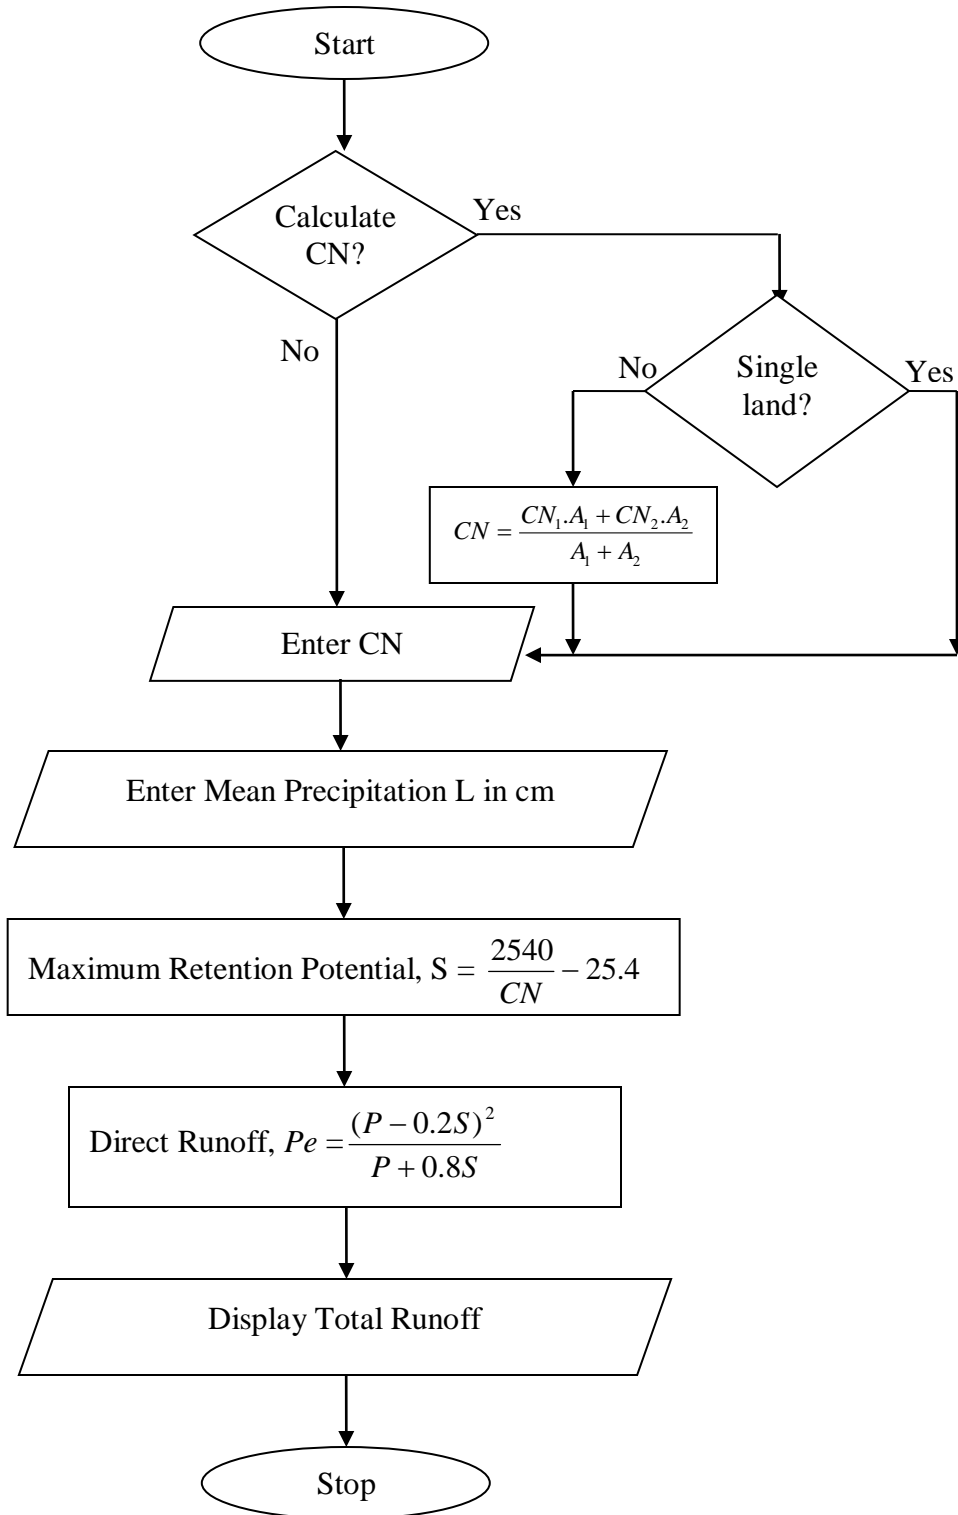 Start
Calculate
CN?
Yes
No
Single
land?
No
Yes
CN = (CN₁.A₁ + CN₂.A₂) / (A₁ + A₂)
Enter CN
Enter Mean Precipitation L in cm
Maximum Retention Potential, S = 2540 / CN − 25.4
Direct Runoff, Pe = (P − 0.2S)² / P + 0.8S
Display Total Runoff
Stop